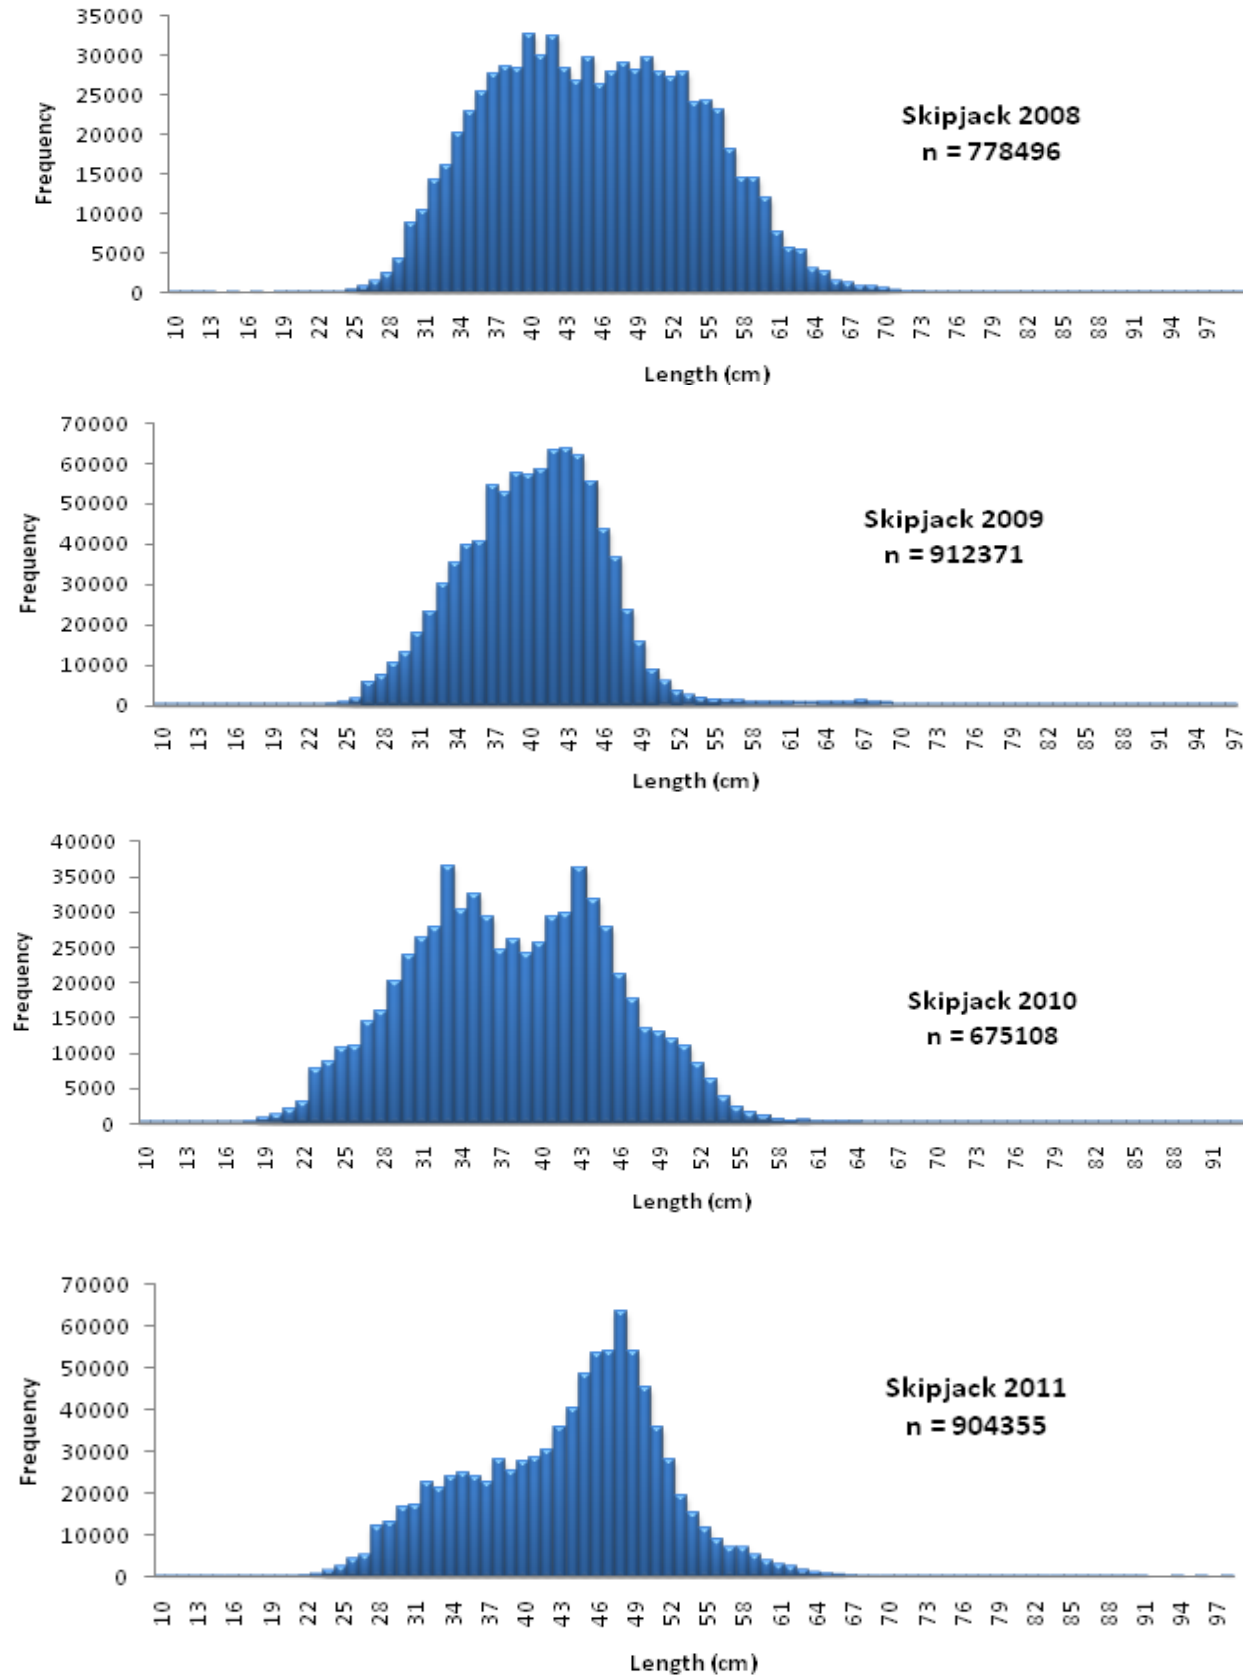 35000
30000
25000
20000
15000
10000
5000
0
Frequency
Skipjack 2008
n = 778496
10 13 16 19 22 25 28 31 34 37 40 43 46 49 52 55 58 61 64 67 70 73 76 79 82 85 88 91 94 97
Length (cm)
70000
60000
50000
40000
30000
20000
10000
0
Frequency
Skipjack 2009
n = 912371
10 13 16 19 22 25 28 31 34 37 40 43 46 49 52 55 58 61 64 67 70 73 76 79 82 85 88 91 94 97
Length (cm)
40000
35000
30000
25000
20000
15000
10000
5000
0
Frequency
Skipjack 2010
n = 675108
10 13 16 19 22 25 28 31 34 37 40 43 46 49 52 55 58 61 64 67 70 73 76 79 82 85 88 91
Length (cm)
70000
60000
50000
40000
30000
20000
10000
0
Frequency
Skipjack 2011
n = 904355
10 13 16 19 22 25 28 31 34 37 40 43 46 49 52 55 58 61 64 67 70 73 76 79 82 85 88 91 94 97
Length (cm)